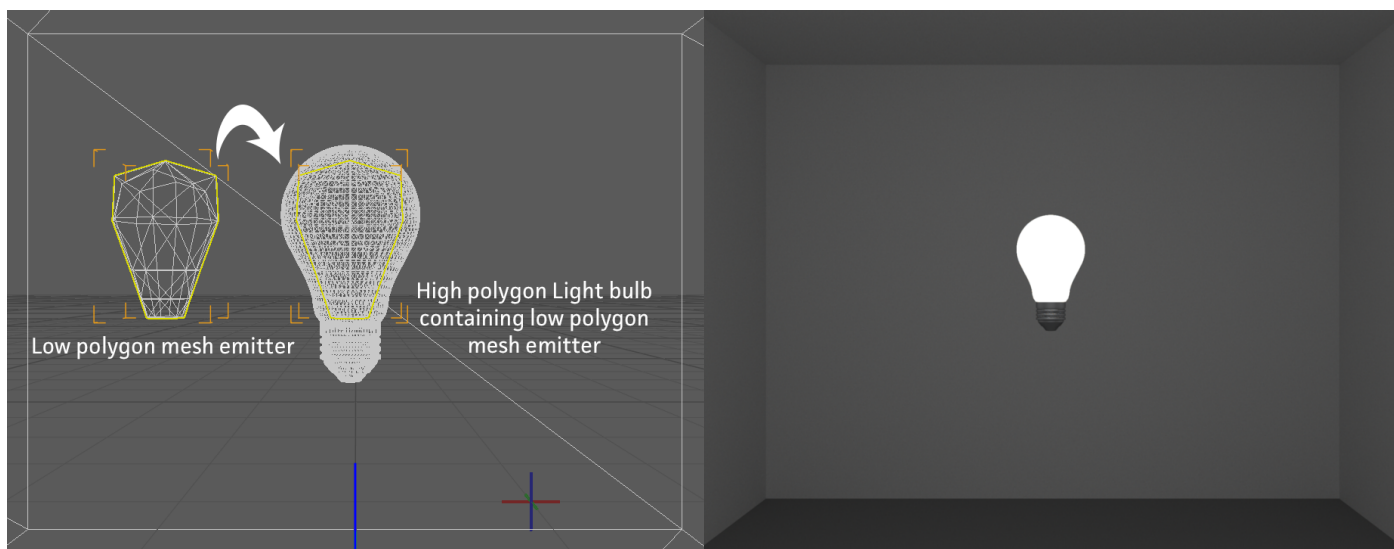 High polygon Light bulb
containing low polygon
mesh emitter
Low polygon mesh emitter